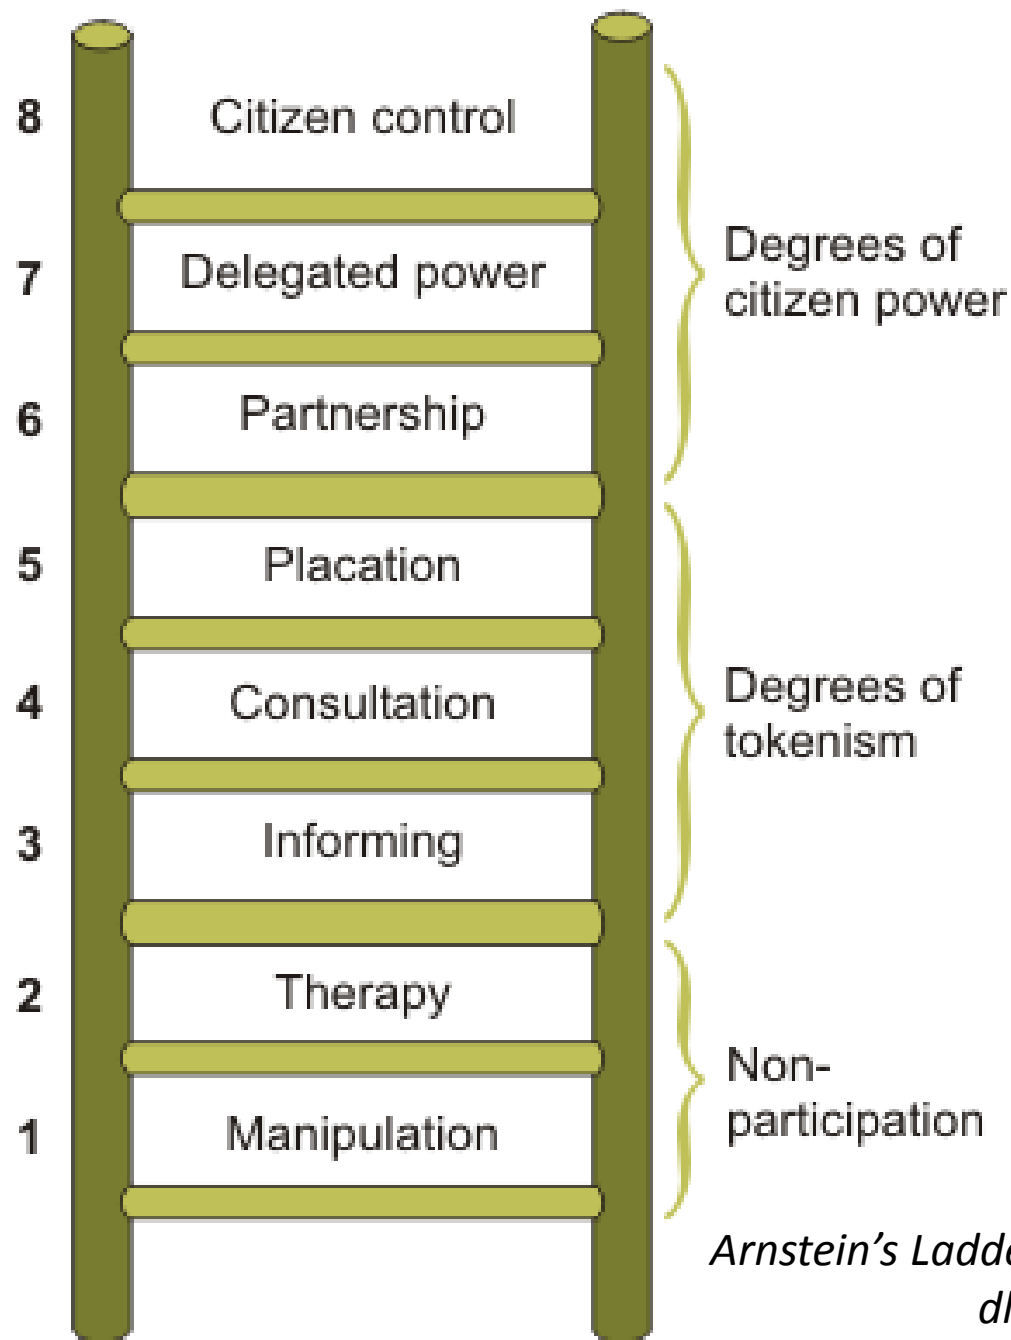 8 Citizen control
7 Delegated power
6 Partnership
Degrees of
citizen power
5 Placation
4 Consultation
3 Informing
Degrees of
tokenism
2 Therapy
1 Manipulation
Non-
participation
Arnstein’s